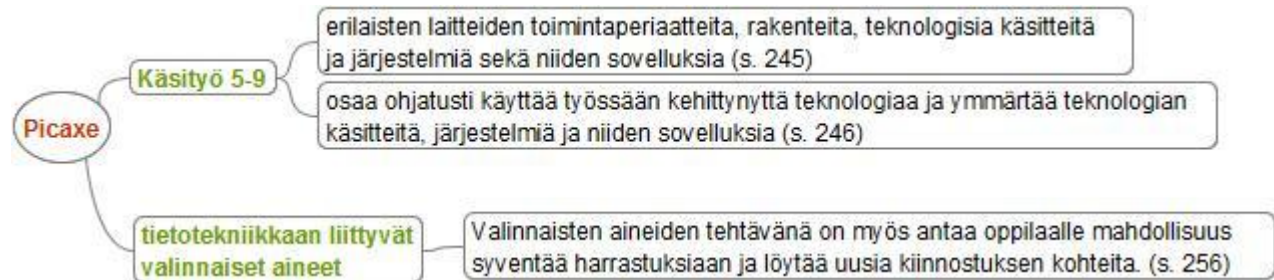 Picaxe
Käsityö 5-9
erilaisten laitteiden toimintaperiaatteita, rakenteita, teknologisia käsitteitä
ja järjestelmiä sekä niiden sovelluksia (s. 245)
osaa ohjatusti käyttää työssään kehittynyttä teknologiaa ja ymmärtää teknologian
käsitteitä, järjestelmiä ja niiden sovelluksia (s. 246)
tietotekniikkaan liittyvät
valinnaiset aineet
Valinnaisten aineiden tehtävänä on myös antaa oppilaalle mahdollisuus
syventää harrastuksiaan ja löytää uusia kiinnostuksen kohteita. (s. 256)